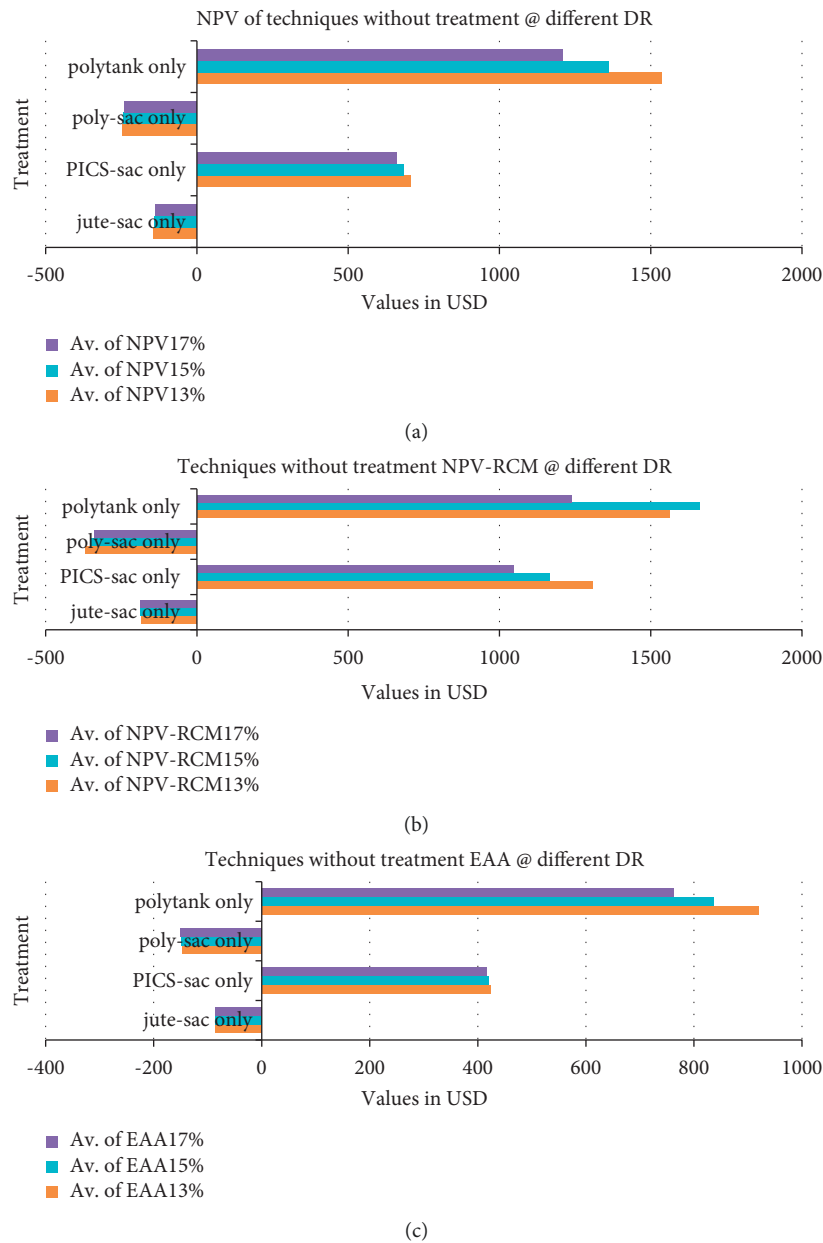 NPV of techniques without treatment @ different DR
Treatment
polytank only
poly-sac only
PICS-sac only
jute-sac only
-500 0 500 1000 1500 2000
Values in USD
Av. of NPV17%
Av. of NPV15%
Av. of NPV13%
(a)
Techniques without treatment NPV-RCM @ different DR
Treatment
polytank only
poly-sac only
PICS-sac only
jute-sac only
-500 0 500 1000 1500 2000
Values in USD
Av. of NPV-RCM17%
Av. of NPV-RCM15%
Av. of NPV-RCM13%
(b)
Techniques without treatment EAA @ different DR
Treatment
polytank only
poly-sac only
PICS-sac only
jute-sac only
-400 -200 0 200 400 600 800 1000
Values in USD
Av. of EAA17%
Av. of EAA15%
Av. of EAA13%
(c)